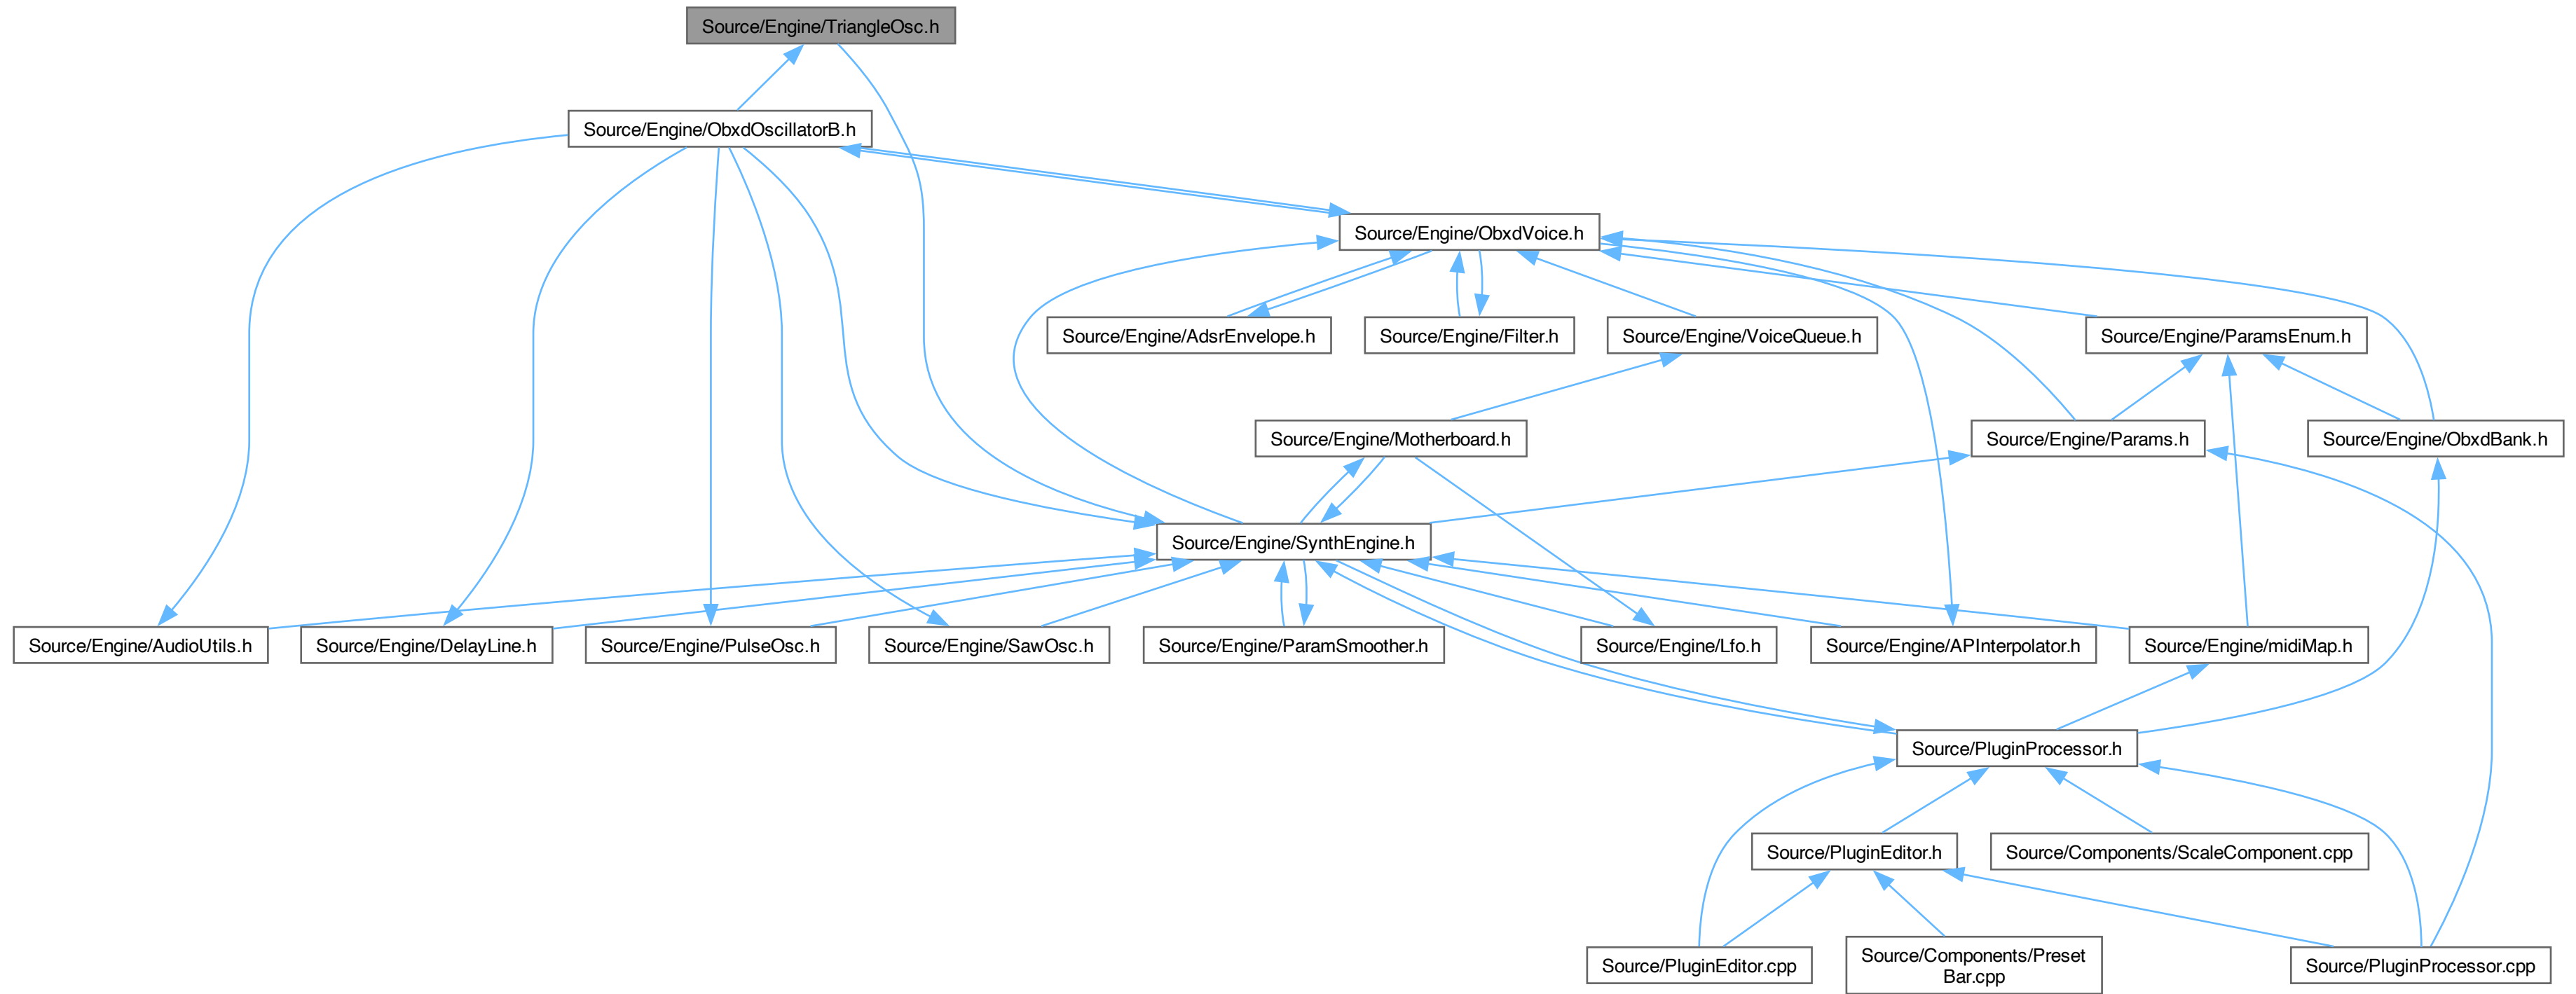 Source/Engine/TriangleOsc.h
Source/Engine/ObxdOscillatorB.h
Source/Engine/ObxdVoice.h
Source/Engine/AdsrEnvelope.h
Source/Engine/Filter.h
Source/Engine/VoiceQueue.h
Source/Engine/ParamsEnum.h
Source/Engine/Motherboard.h
Source/Engine/Params.h
Source/Engine/ObxdBank.h
Source/Engine/SynthEngine.h
Source/Engine/AudioUtils.h
Source/Engine/DelayLine.h
Source/Engine/PulseOsc.h
Source/Engine/SawOsc.h
Source/Engine/ParamSmoother.h
Source/Engine/Lfo.h
Source/Engine/APInterpolator.h
Source/Engine/midiMap.h
Source/PluginProcessor.h
Source/PluginEditor.h
Source/Components/ScaleComponent.cpp
Source/PluginEditor.cpp
Source/Components/Preset
Bar.cpp
Source/PluginProcessor.cpp